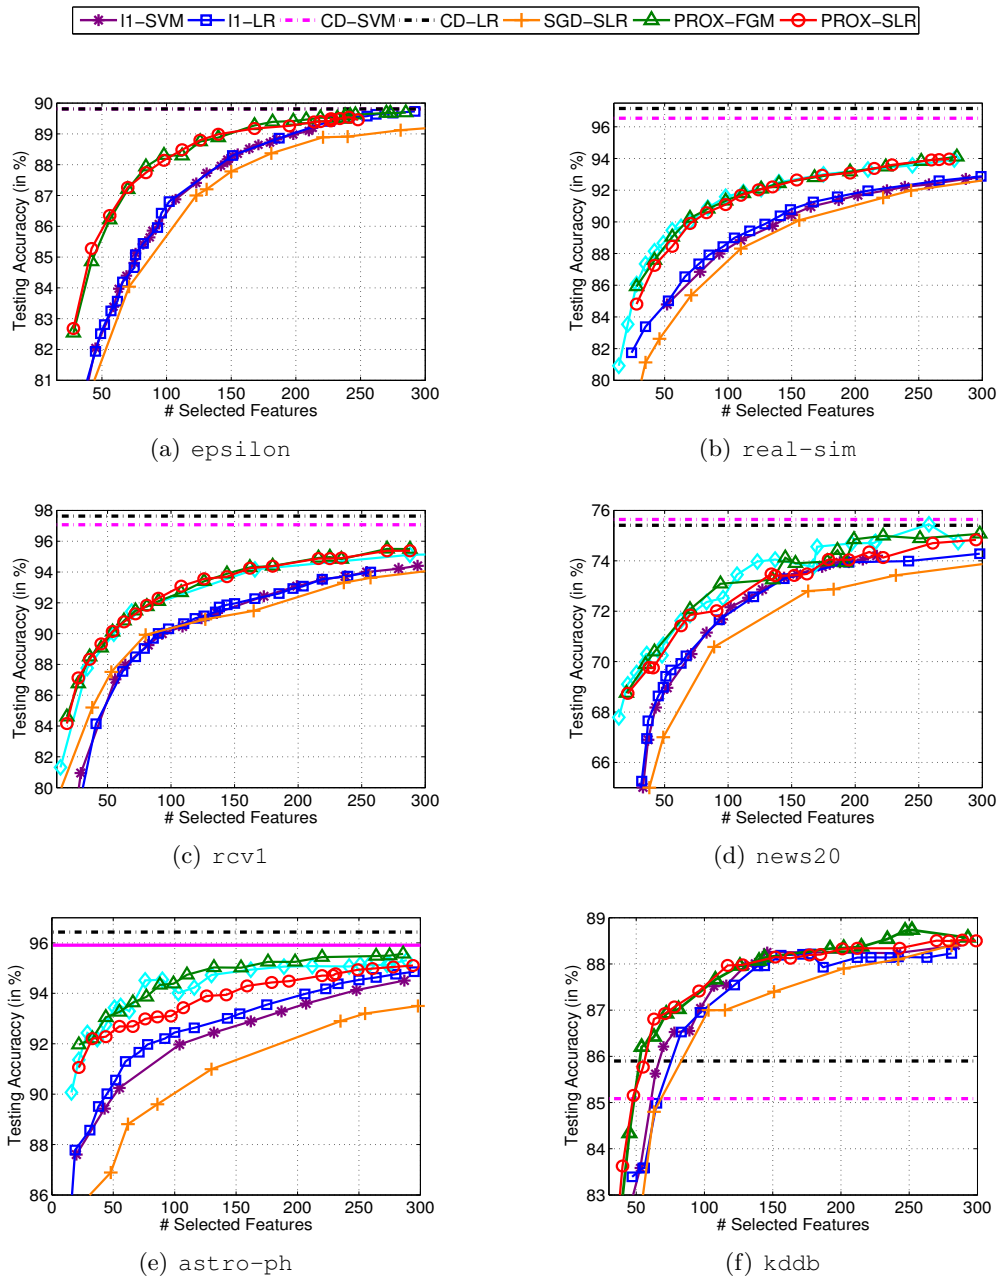 l1−SVM l1−LR CD−SVM CD−LR SGD−SLR PROX−FGM PROX−SLR
90
89
88
87
86
85
84
83
82
81
Testing Accuraccy (in %)
50 100 150 200 250 300
# Selected Features
(a) epsilon
96
94
92
90
88
86
84
82
80
Testing Accuraccy (in %)
50 100 150 200 250 300
# Selected Features
(b) real-sim
98
96
94
92
90
88
86
84
82
80
Testing Accuraccy (in %)
50 100 150 200 250 300
# Selected Features
(c) rcv1
76
74
72
70
68
66
Testing Accuraccy (in %)
50 100 150 200 250 300
# Selected Features
(d) news20
96
94
92
90
88
86
Testing Accuraccy (in %)
0 50 100 150 200 250 300
# Selected Features
(e) astro-ph
89
88
87
86
85
84
83
Testing Accuraccy (in %)
50 100 150 200 250 300
# Selected Features
(f) kddb